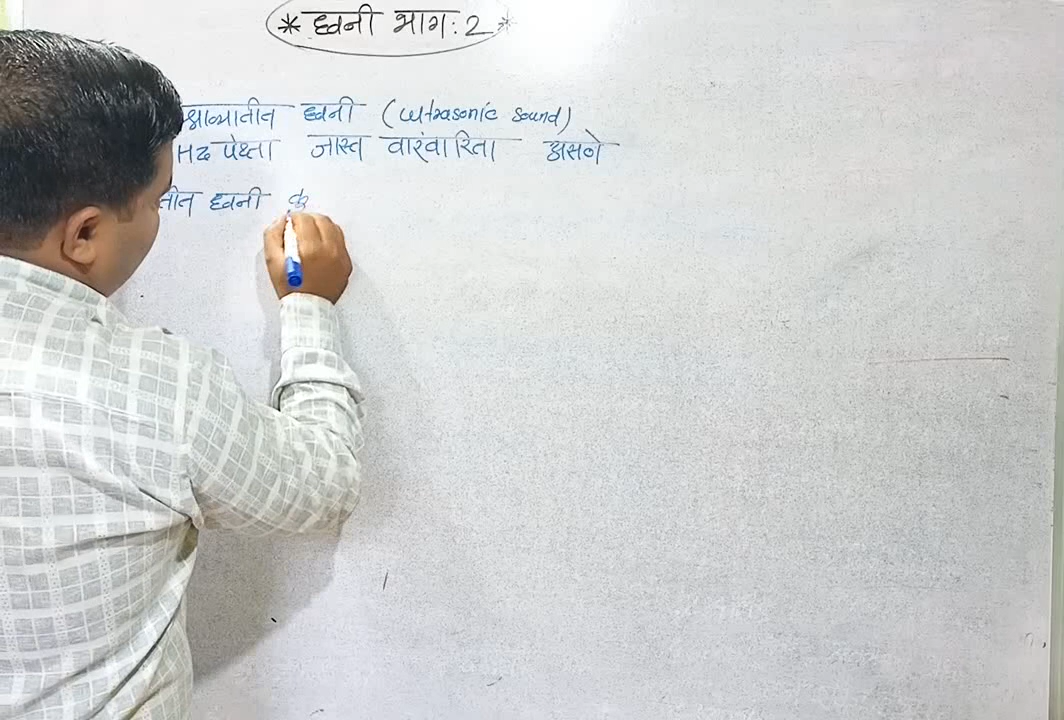 * ध्वनी भाग : 2 *
श्राव्यातीत ध्वनी (Ultrasonic Sound)
Hz पेक्षा जास्त वारंवारिता असणे
तीत ध्वनी